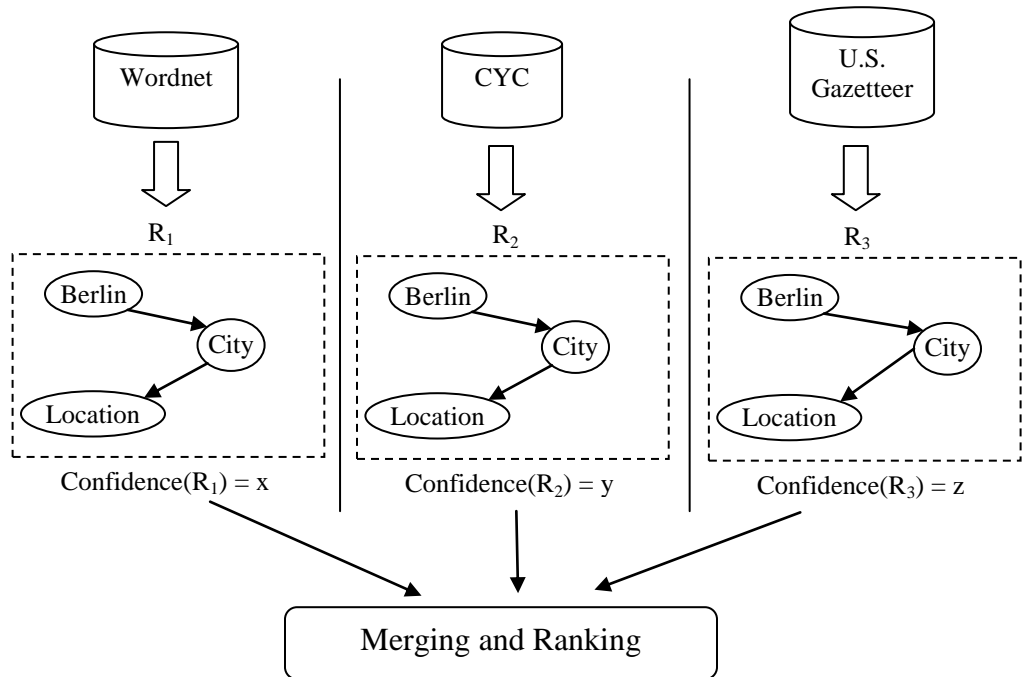 Wordnet
CYC
U.S.
Gazetteer
R₁
R₂
R₃
Berlin
City
Location
Berlin
City
Location
Berlin
City
Location
Confidence(R₁) = x
Confidence(R₂) = y
Confidence(R₃) = z
Merging and Ranking